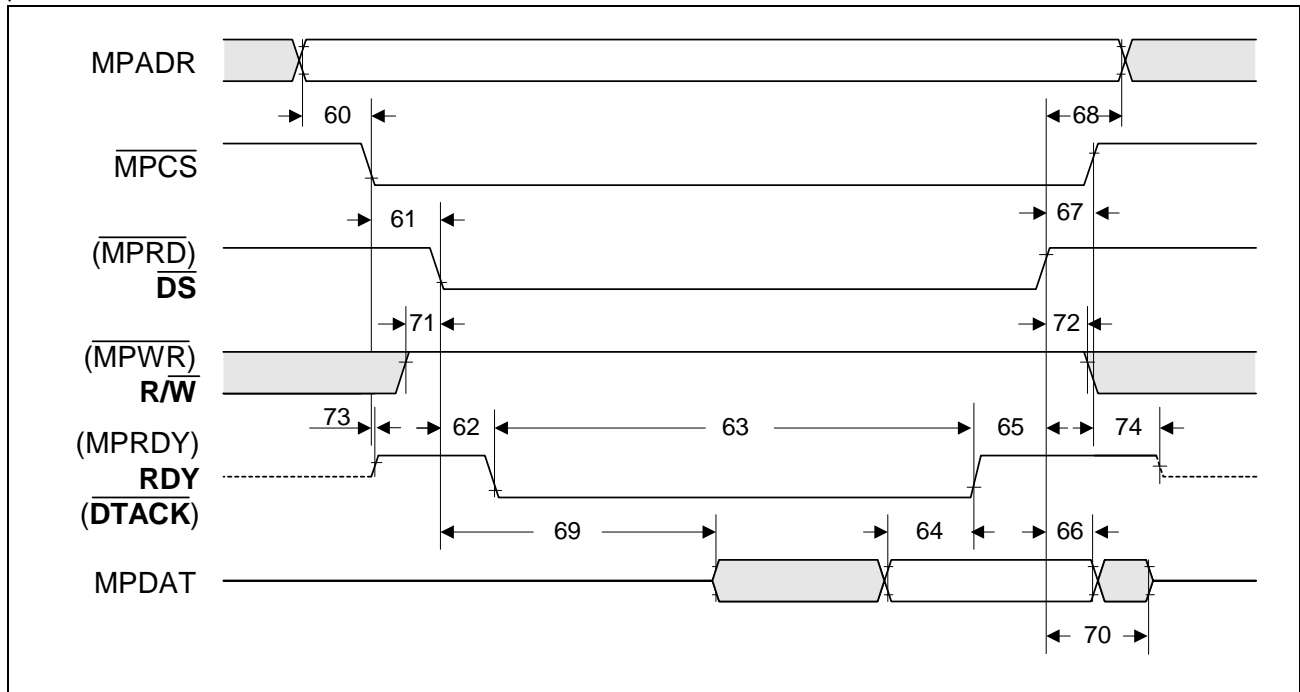 MPADR
60
68
MPCS
61
67
(MPRD)
DS
71
72
(MPWR)
R/W
73
62
63
65
74
(MPRDY)
RDY
(DTACK)
69
64
66
MPDAT
70